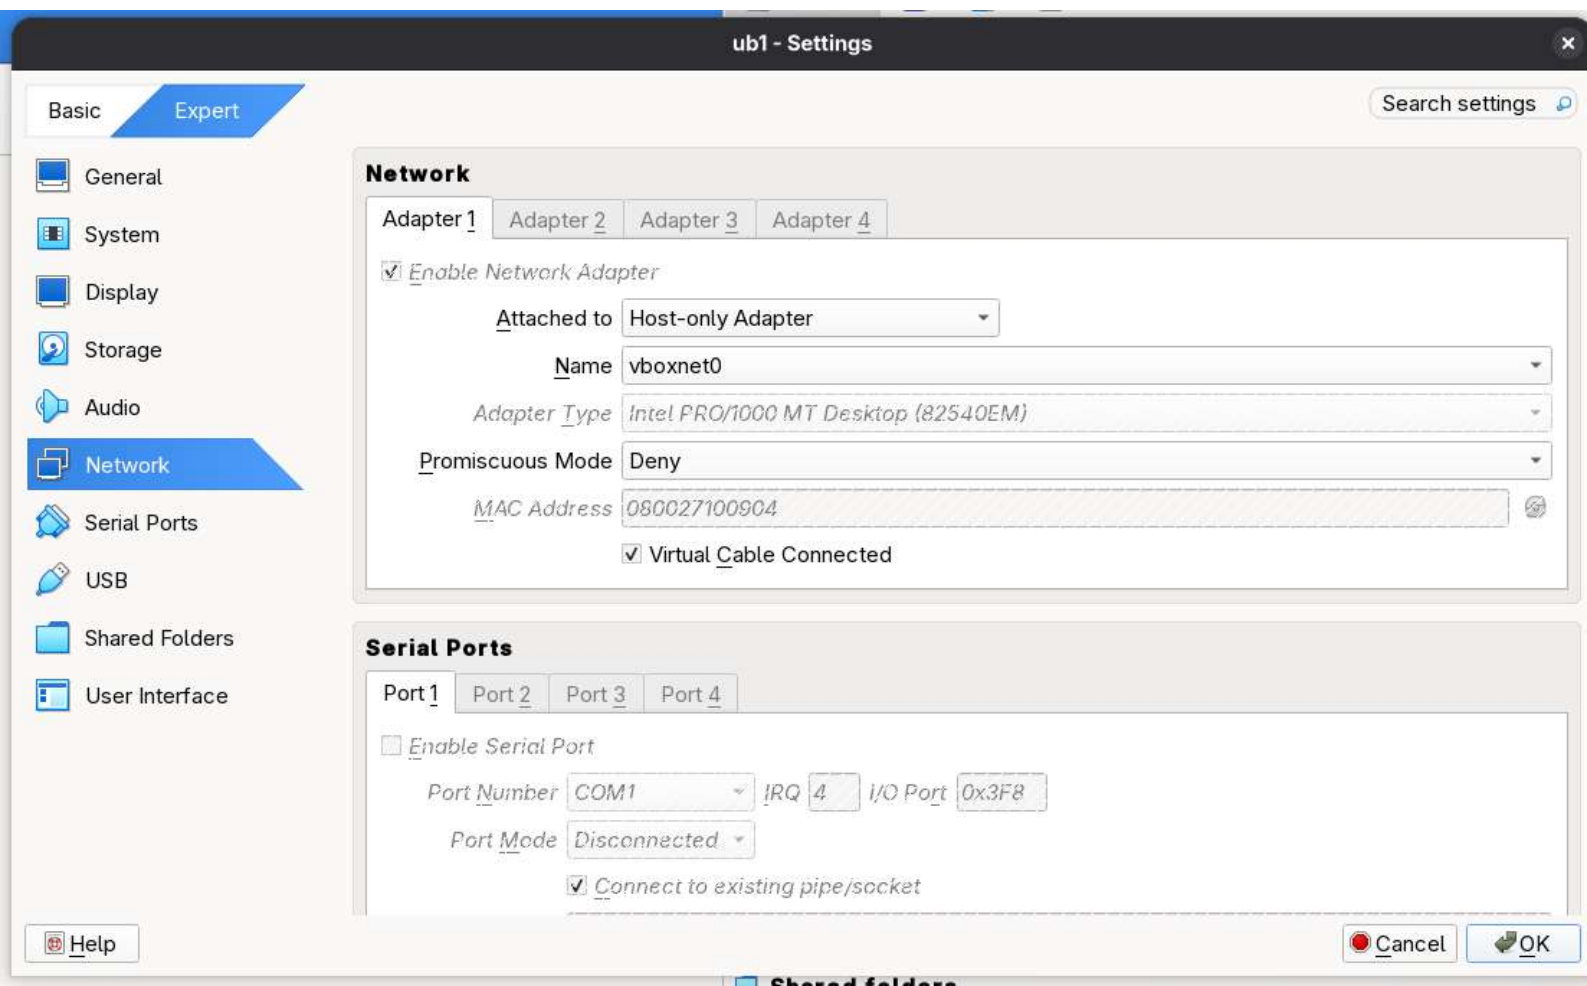 ub1 - Settings
Basic
Expert
Search settings
General
System
Display
Storage
Audio
Network
Serial Ports
USB
Shared Folders
User Interface
Network
Adapter 1 Adapter 2 Adapter 3 Adapter 4
Enable Network Adapter
Attached to Host-only Adapter
Name vboxnet0
Adapter Type Intel PRO/1000 MT Desktop (82540EM)
Promiscuous Mode Deny
MAC Address 080027100904
Virtual Cable Connected
Serial Ports
Port 1 Port 2 Port 3 Port 4
Enable Serial Port
Port Number COM1 IRQ 4 I/O Port 0x3F8
Port Mode Disconnected
Connect to existing pipe/socket
Help
Cancel
OK
Shared folders